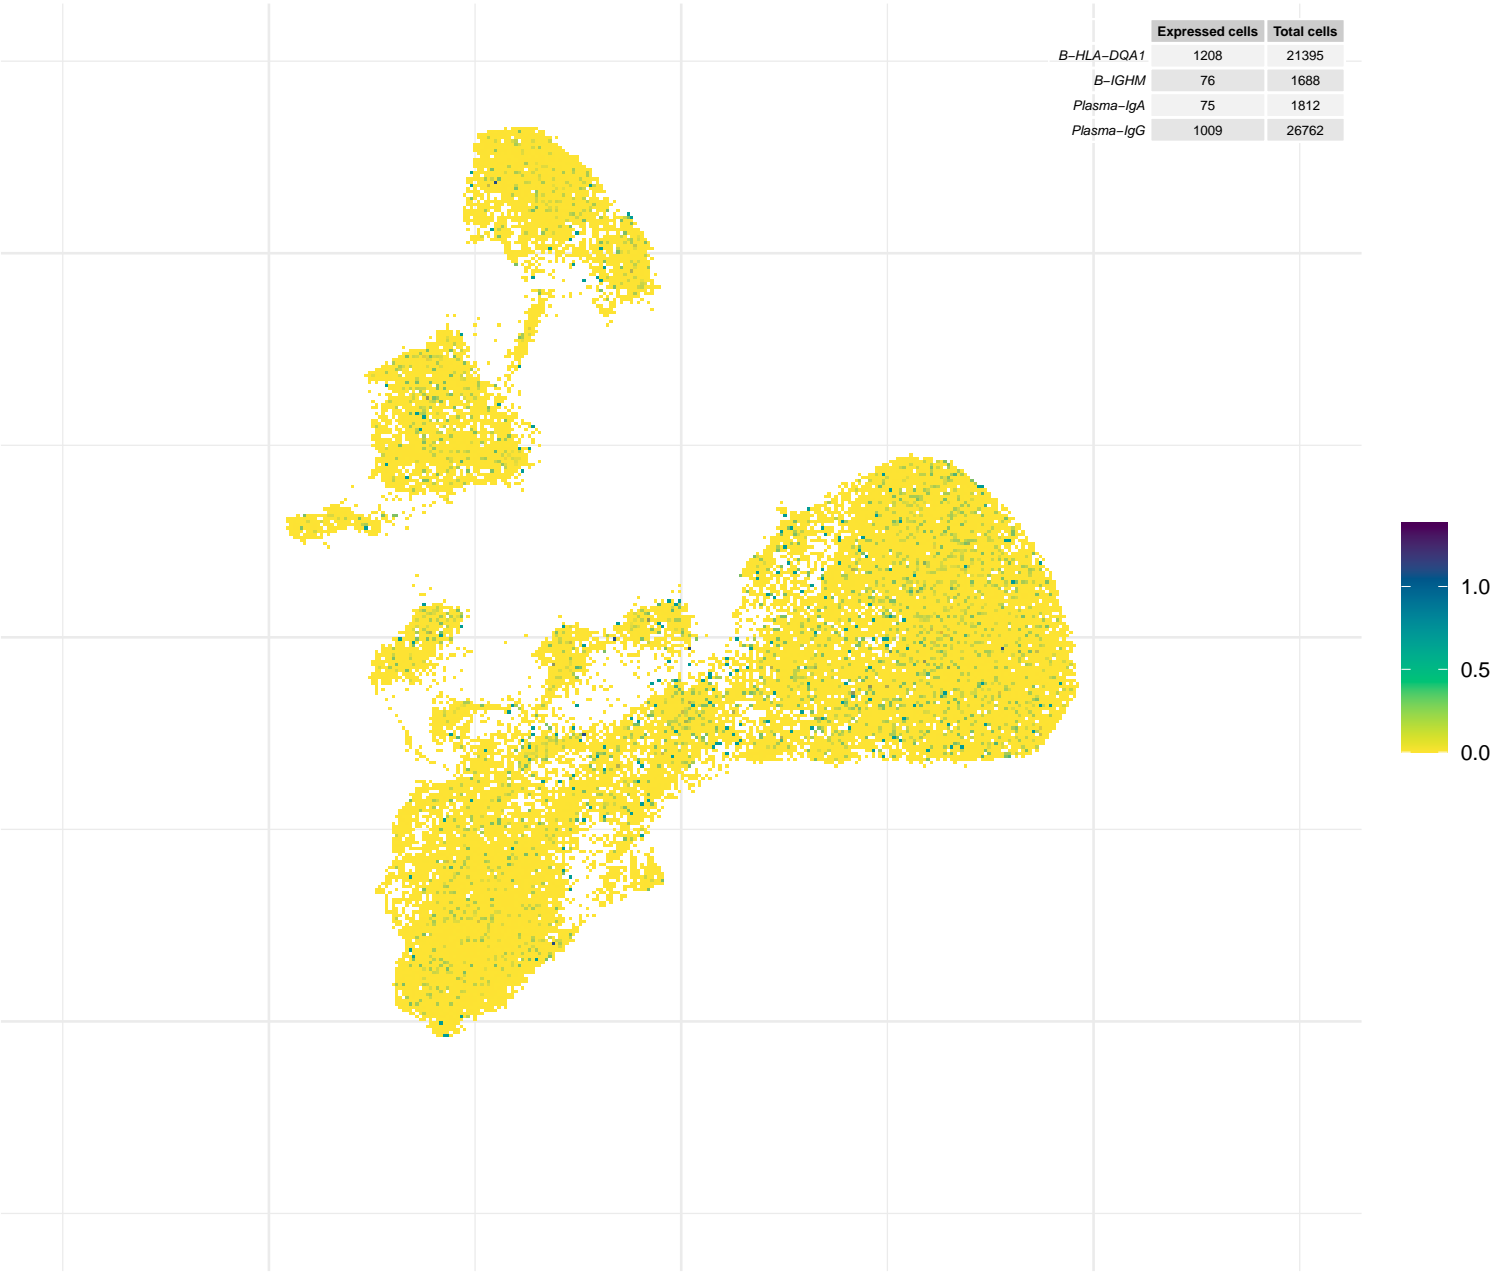 Expressed cells Total cells
B−HLA−DQA1 1208 21395
B−IGHM 76 1688
Plasma−IgA 75 1812
Plasma−IgG 1009 26762
1.0
0.5
0.0